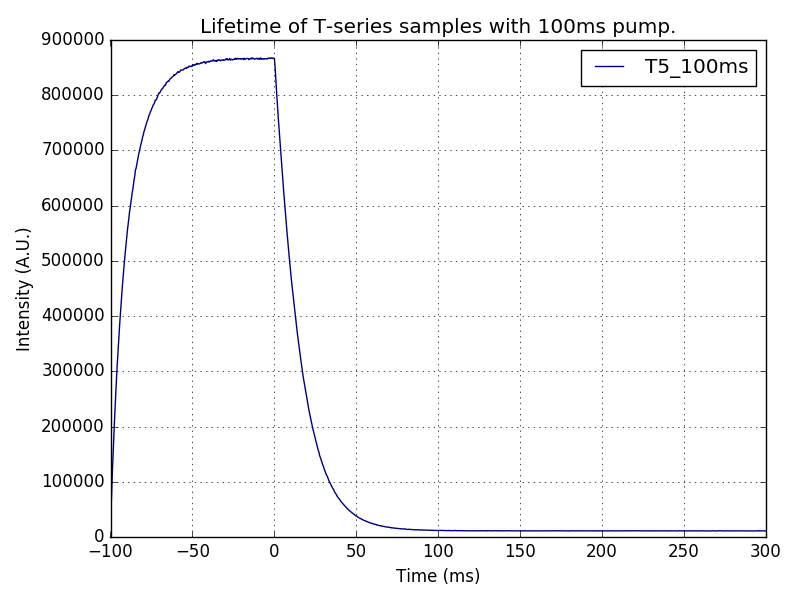 Lifetime of T-series samples with 100ms pump.
T5_100ms
Intensity (A.U.)
900000
800000
700000
600000
500000
400000
300000
200000
100000
0
−100 −50 0 50 100 150 200 250 300
Time (ms)